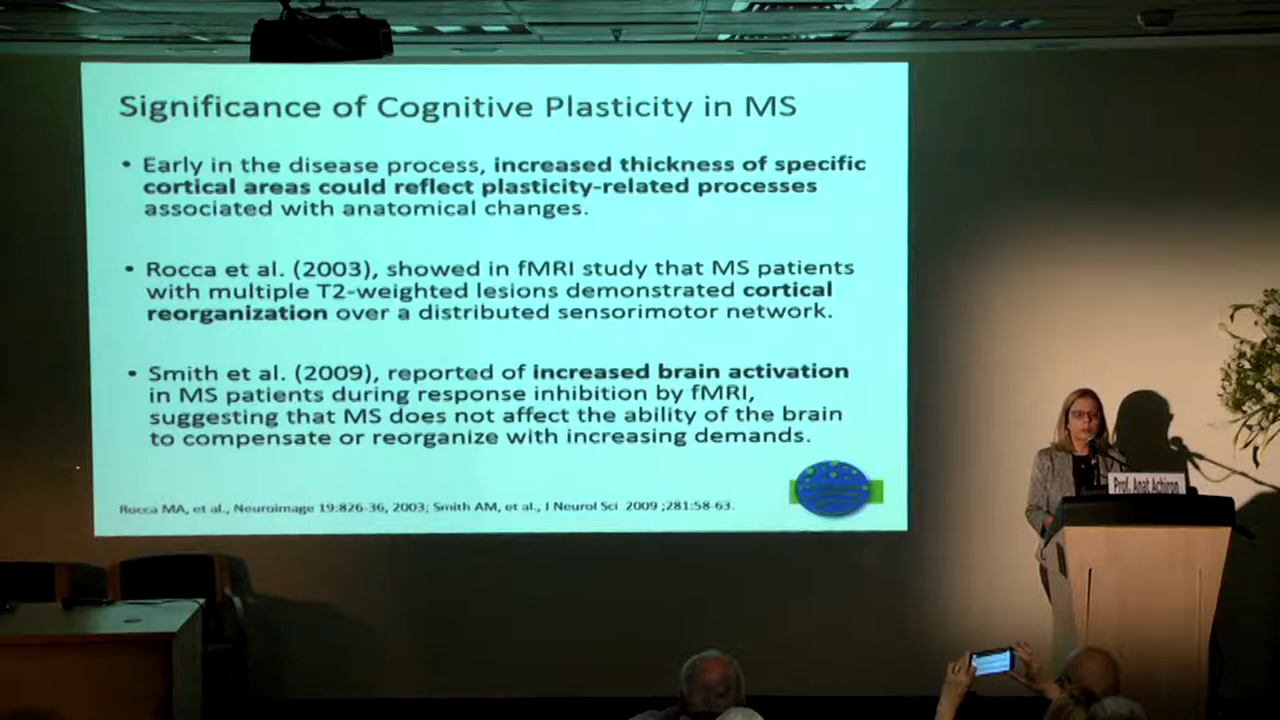 Significance of Cognitive Plasticity in MS
• Early in the disease process, increased thickness of specific
cortical areas could reflect plasticity-related processes
associated with anatomical changes.
• Rocca et al. (2003), showed in fMRI study that MS patients
with multiple T2-weighted lesions demonstrated cortical
reorganization over a distributed sensorimotor network.
• Smith et al. (2009), reported of increased brain activation
in MS patients during response inhibition by fMRI,
suggesting that MS does not affect the ability of the brain
to compensate or reorganize with increasing demands.
Rocca MA, et al., Neuroimage 19:826-36, 2003; Smith AM, et al., J Neurol Sci 2009 ;281:58-63.
Prof. Anat Achiron